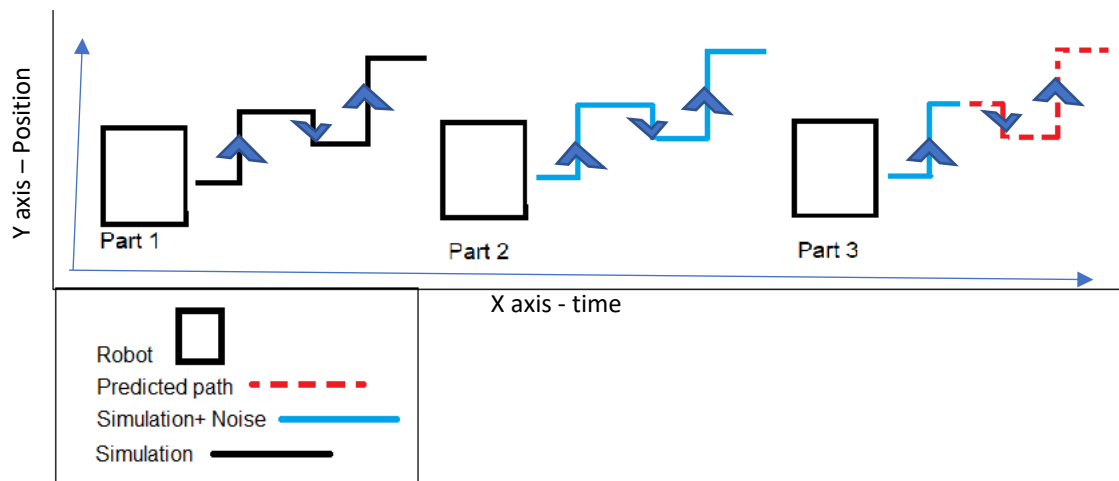 Y axis – Position
Part 1
Part 2
Part 3
X axis - time
Robot
Predicted path
Simulation+ Noise
Simulation